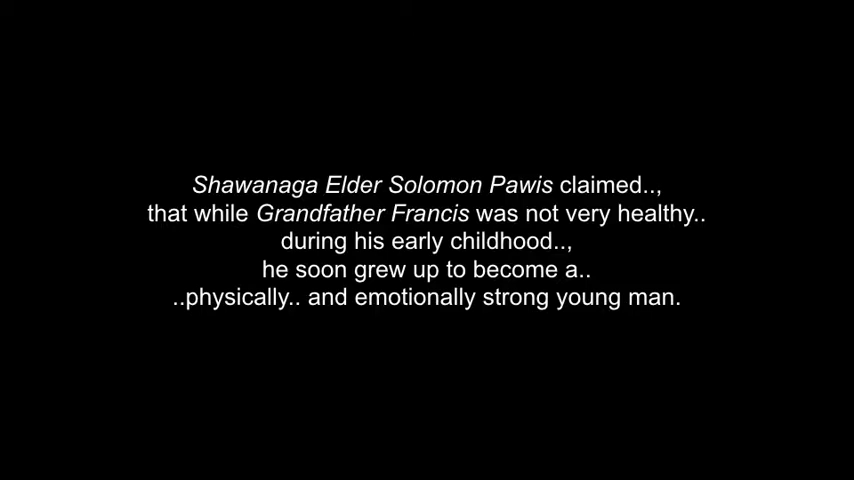 Shawanaga Elder Solomon Pawis claimed..,
that while Grandfather Francis was not very healthy..
during his early childhood..,
he soon grew up to become a..
..physically.. and emotionally strong young man.